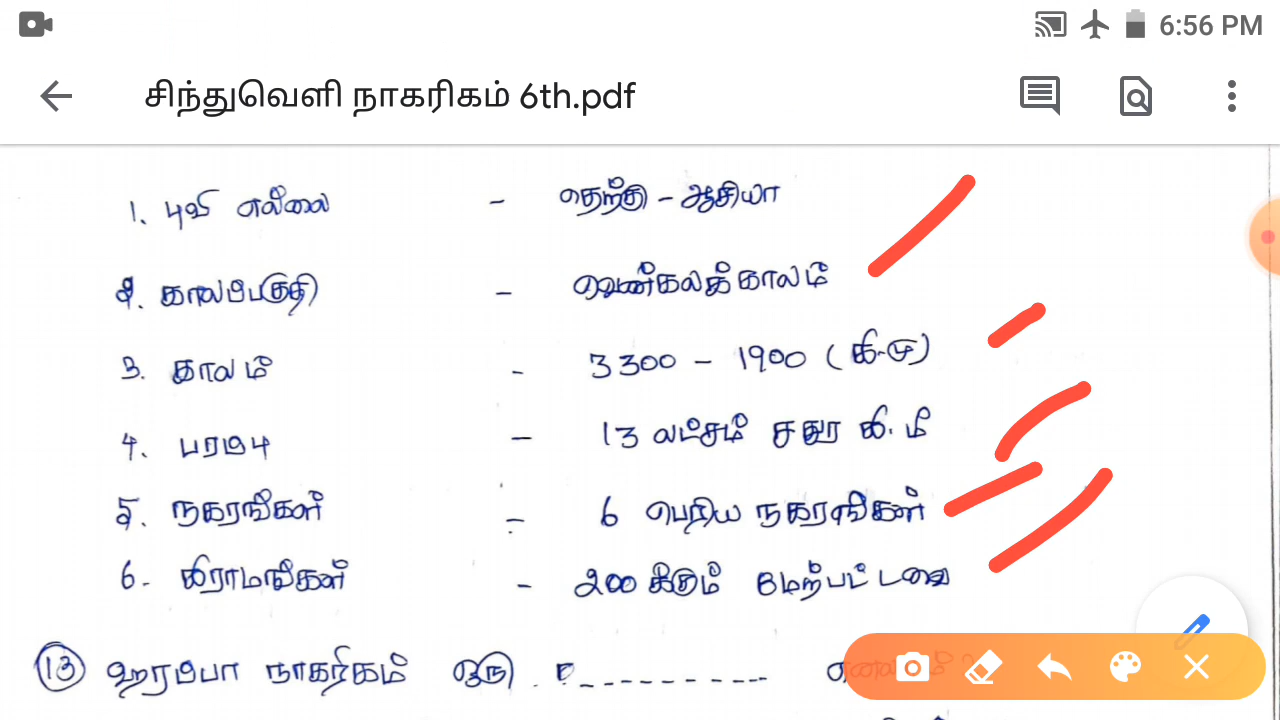 6:56 PM
சிந்துவெளி நாகரிகம் 6th.pdf
1. புவி எல்லை - தெற்கு - ஆசியா
2. காலப்பகுதி - வெண்கலக்காலம்
3. காலம் - 3300 - 1900 (கி.மு)
4. பரப்பு - 13 லட்சம் சதுர கி.மீ
5. நகரங்கள் - 6 பெரிய நகரங்கள்
6. கிராமங்கள் - 200 க்கும் மேற்பட்டவை
13 ஹரப்பா நாகரிகம் ஒரு ----------